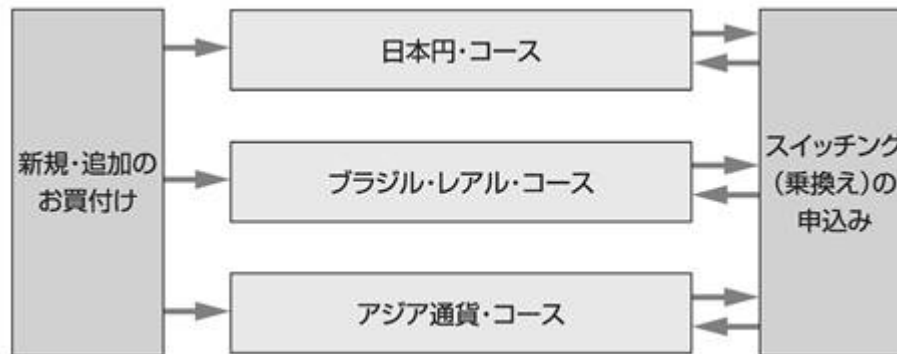 新規・追加の
お買付け
日本円・コース
ブラジル・レアル・コース
アジア通貨・コース
スイッチング
(乗換え)の
申込み